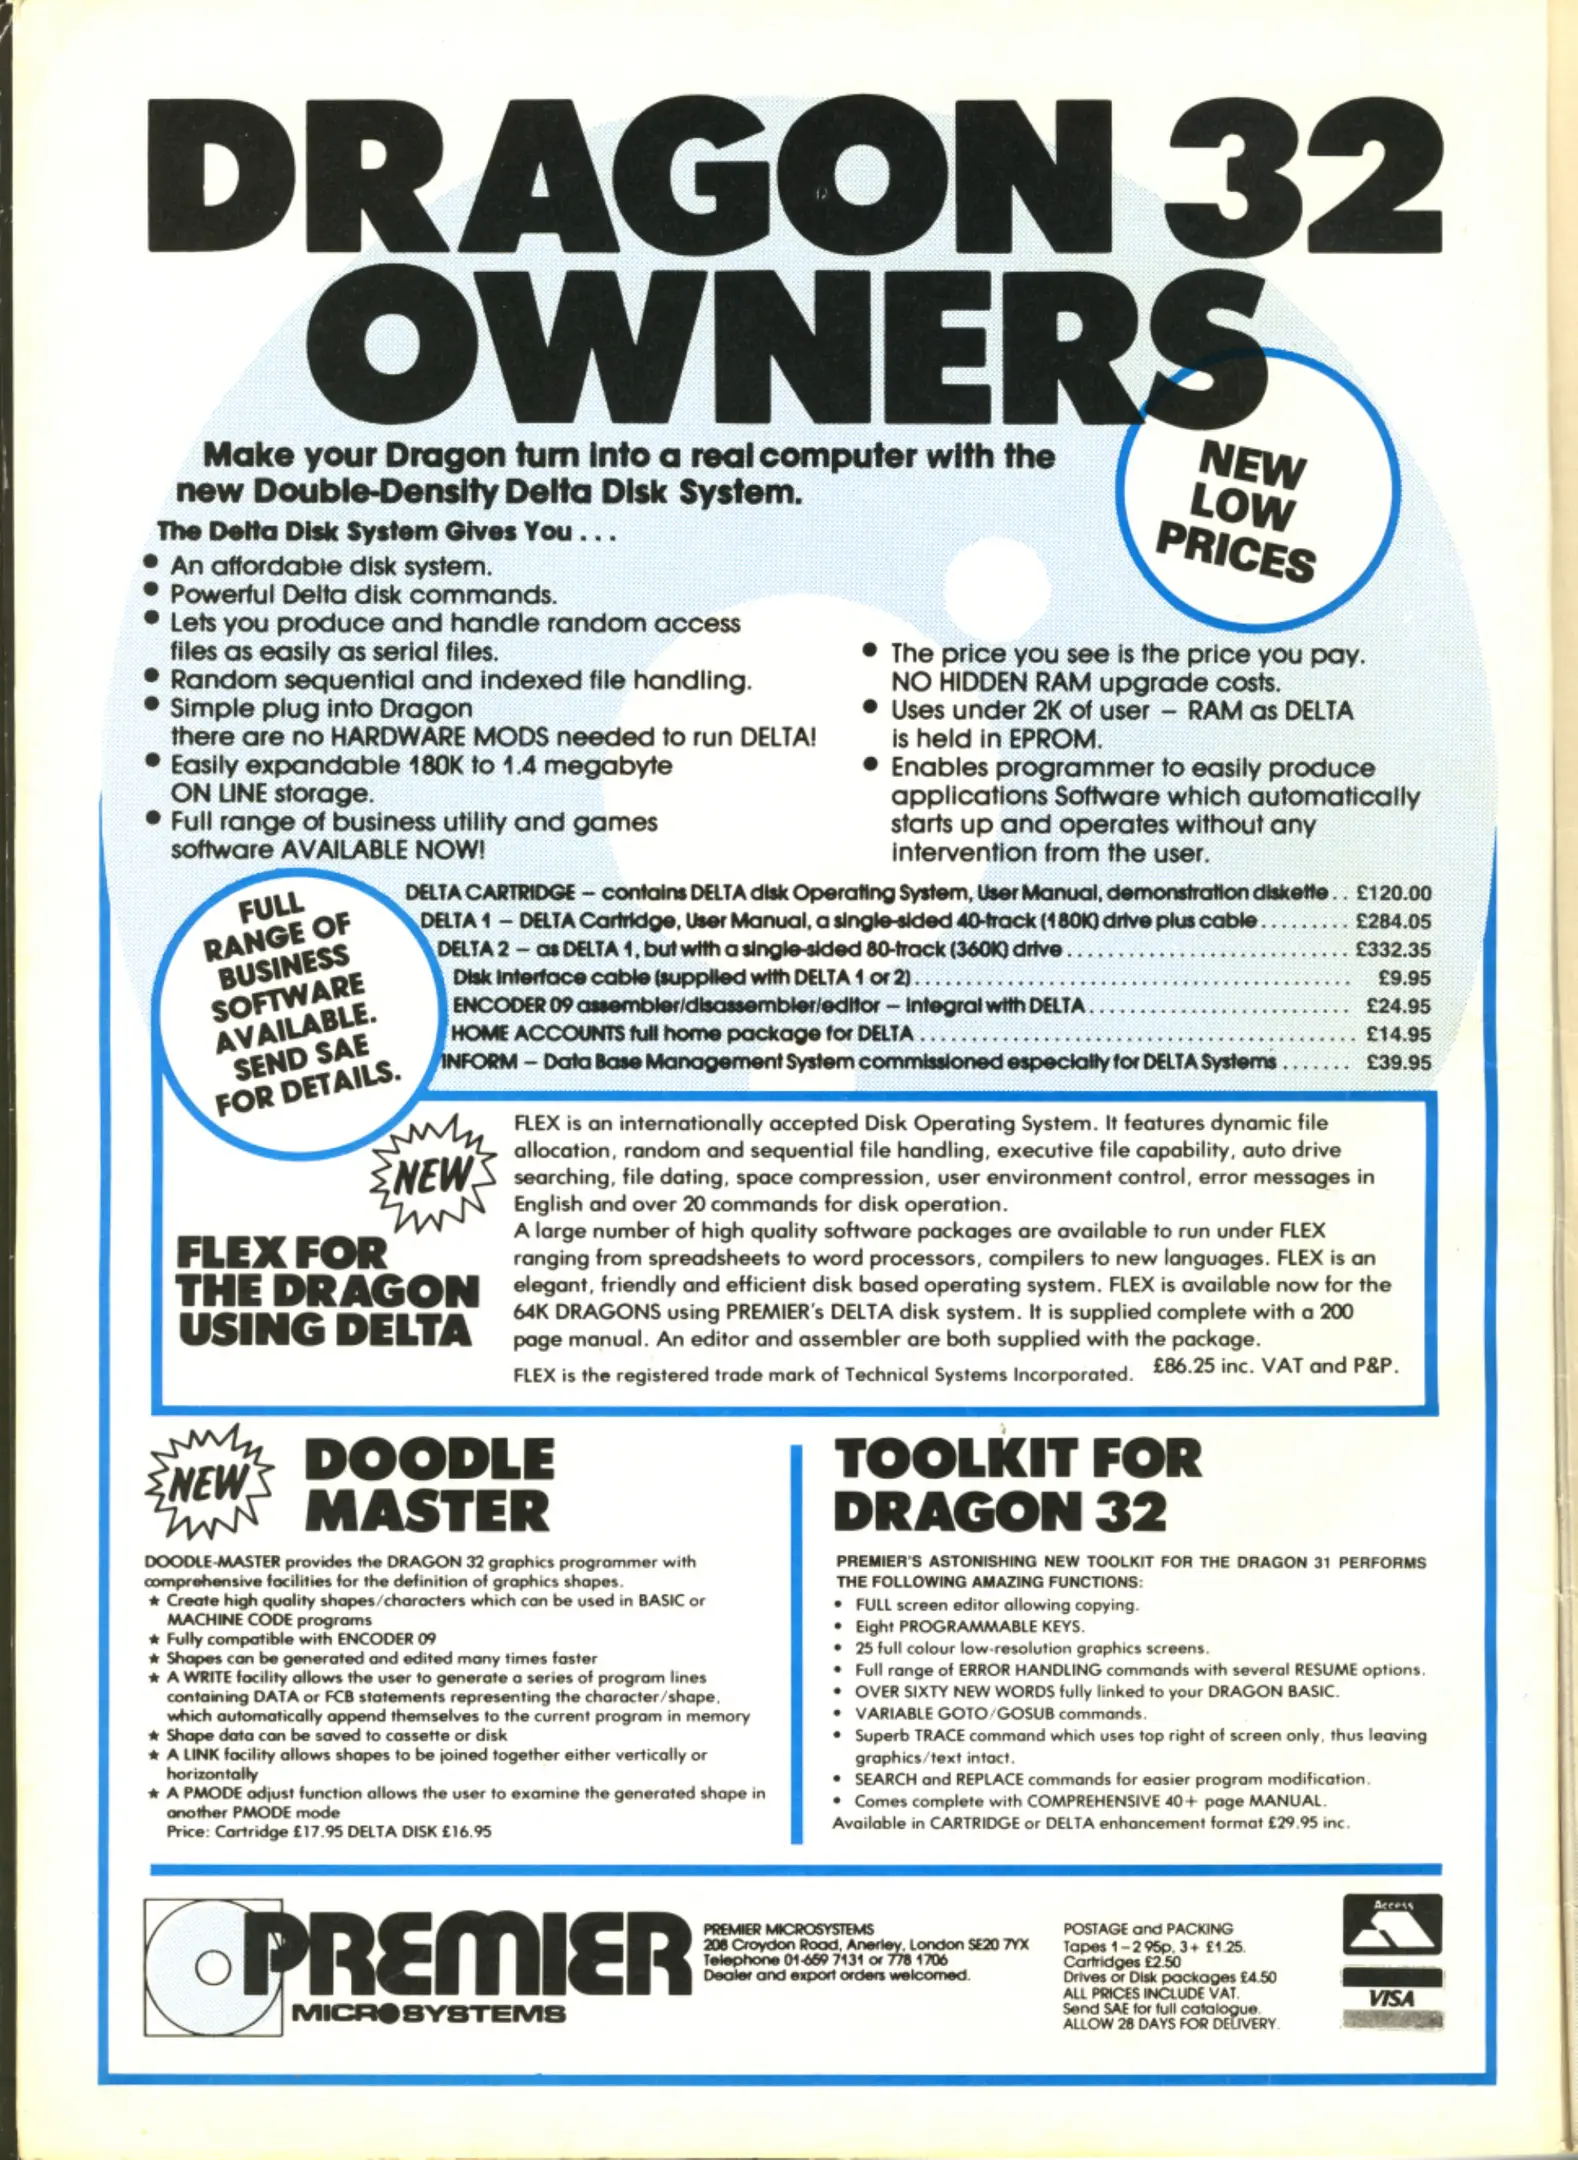 DRAGON 32
OWNERS
Make your Dragon turn into a real computer with the
new Double-Density Delta Disk System.
NEW
LOW
PRICES
The Delta Disk System Gives You . . .
• An affordable disk system.
• Powerful Delta disk commands.
• Lets you produce and handle random access
files as easily as serial files.
• Random sequential and indexed file handling.
• Simple plug into Dragon
there are no HARDWARE MODS needed to run DELTA!
• Easily expandable 180K to 1.4 megabyte
ON LINE storage.
• Full range of business utility and games
software AVAILABLE NOW!
• The price you see is the price you pay.
NO HIDDEN RAM upgrade costs.
• Uses under 2K of user – RAM as DELTA
is held in EPROM.
• Enables programmer to easily produce
applications Software which automatically
starts up and operates without any
intervention from the user.
FULL
RANGE OF
BUSINESS
SOFTWARE
AVAILABLE.
SEND SAE
FOR DETAILS.
DELTA CARTRIDGE – contains DELTA disk Operating System, User Manual, demonstration diskette . . £120.00
DELTA 1 – DELTA Cartridge, User Manual, a single-sided 40-track (180K) drive plus cable . . . . . . . . . £284.05
DELTA 2 – as DELTA 1, but with a single-sided 80-track (360K) drive . . . . . . . . . . . . . . . . . . . . . . . . . . . . £332.35
Disk Interface cable (supplied with DELTA 1 or 2) . . . . . . . . . . . . . . . . . . . . . . . . . . . . . . . . . . . . . . . . . . . £9.95
ENCODER 09 assembler/disassembler/editor – Integral with DELTA . . . . . . . . . . . . . . . . . . . . . . . . . . £24.95
HOME ACCOUNTS full home package for DELTA . . . . . . . . . . . . . . . . . . . . . . . . . . . . . . . . . . . . . . . . . . . £14.95
INFORM – Data Base Management System commissioned especially for DELTA Systems . . . . . . . £39.95
NEW
FLEX FOR
THE DRAGON
USING DELTA
FLEX is an internationally accepted Disk Operating System. It features dynamic file
allocation, random and sequential file handling, executive file capability, auto drive
searching, file dating, space compression, user environment control, error messages in
English and over 20 commands for disk operation.
A large number of high quality software packages are available to run under FLEX
ranging from spreadsheets to word processors, compilers to new languages. FLEX is an
elegant, friendly and efficient disk based operating system. FLEX is available now for the
64K DRAGONS using PREMIER's DELTA disk system. It is supplied complete with a 200
page manual. An editor and assembler are both supplied with the package.
FLEX is the registered trade mark of Technical Systems Incorporated. £86.25 inc. VAT and P&P.
NEW
DOODLE
MASTER
DOODLE-MASTER provides the DRAGON 32 graphics programmer with
comprehensive facilities for the definition of graphics shapes.
★ Create high quality shapes/characters which can be used in BASIC or
MACHINE CODE programs
★ Fully compatible with ENCODER 09
★ Shapes can be generated and edited many times faster
★ A WRITE facility allows the user to generate a series of program lines
containing DATA or FCB statements representing the character/shape,
which automatically append themselves to the current program in memory
★ Shape data can be saved to cassette or disk
★ A LINK facility allows shapes to be joined together either vertically or
horizontally
★ A PMODE adjust function allows the user to examine the generated shape in
another PMODE mode
Price: Cartridge £17.95 DELTA DISK £16.95
TOOLKIT FOR
DRAGON 32
PREMIER'S ASTONISHING NEW TOOLKIT FOR THE DRAGON 31 PERFORMS
THE FOLLOWING AMAZING FUNCTIONS:
• FULL screen editor allowing copying.
• Eight PROGRAMMABLE KEYS.
• 25 full colour low-resolution graphics screens.
• Full range of ERROR HANDLING commands with several RESUME options.
• OVER SIXTY NEW WORDS fully linked to your DRAGON BASIC.
• VARIABLE GOTO/GOSUB commands.
• Superb TRACE command which uses top right of screen only, thus leaving
graphics/text intact.
• SEARCH and REPLACE commands for easier program modification.
• Comes complete with COMPREHENSIVE 40+ page MANUAL.
Available in CARTRIDGE or DELTA enhancement format £29.95 inc.
PREMIER
MICROSYSTEMS
PREMIER MICROSYSTEMS
208 Croydon Road, Anerley, London SE20 7YX
Telephone 01-659 7131 or 778 1706
Dealer and export orders welcomed.
POSTAGE and PACKING
Tapes 1–2 95p, 3+ £1.25.
Cartridges £2.50
Drives or Disk packages £4.50
ALL PRICES INCLUDE VAT.
Send SAE for full catalogue.
ALLOW 28 DAYS FOR DELIVERY.
Access
VISA